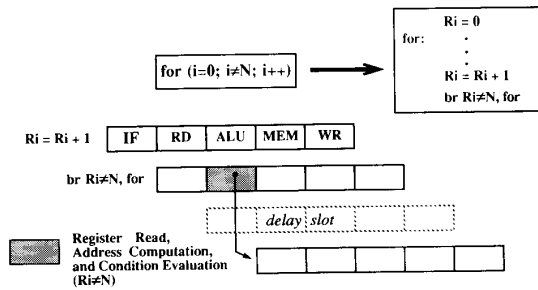 Ri = 0
for:
for (i=0; i≠N; i++)
Ri = Ri + 1
br Ri≠N, for
Ri = Ri + 1
IF RD ALU MEM WR
br Ri≠N, for
delay slot
Register Read,
Address Computation,
and Condition Evaluation
(Ri≠N)